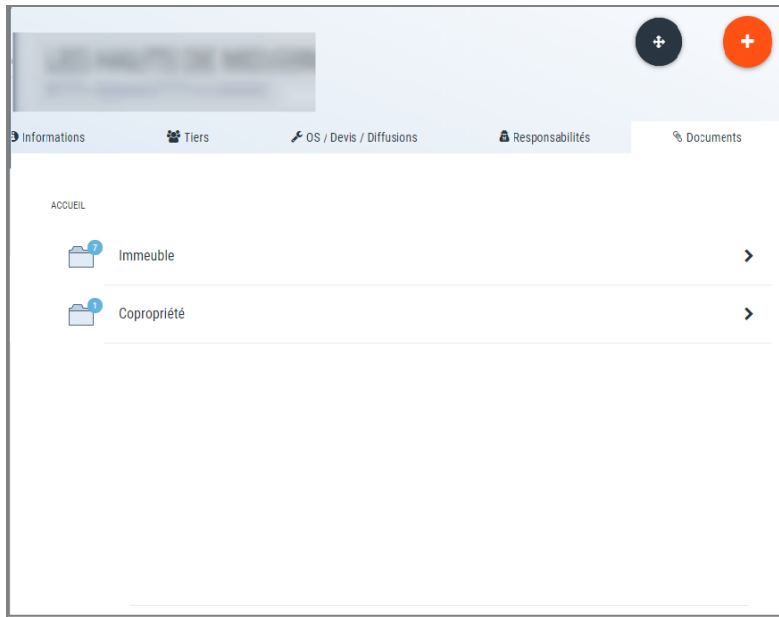 Informations
Tiers
OS / Devis / Diffusions
Responsabilités
Documents
ACCUEIL
7
Immeuble
1
Copropriété